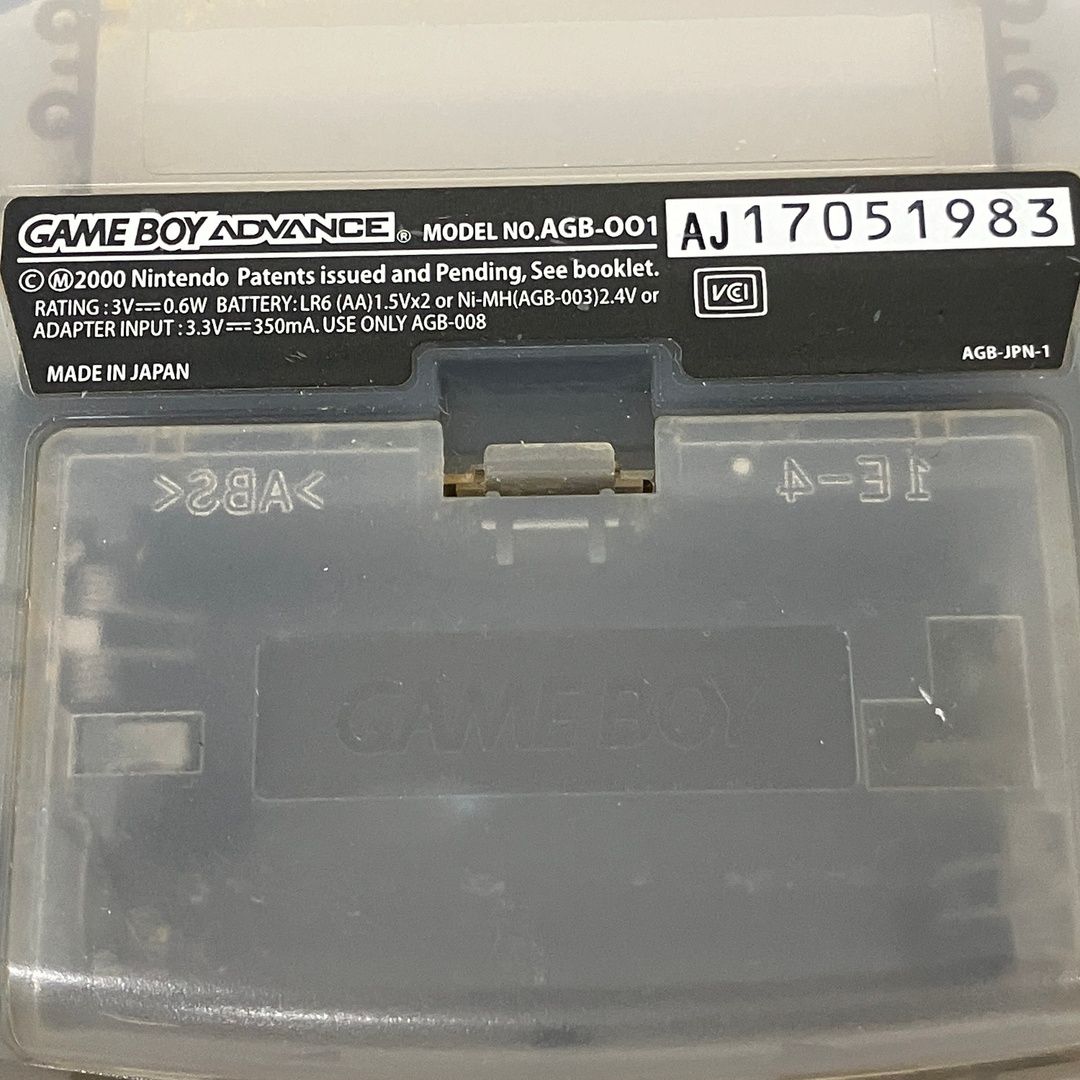 GAME BOY ADVANCE® MODEL NO.AGB-001 AJ17051983
©Ⓜ2000 Nintendo Patents issued and Pending, See booklet.
VCI
RATING : 3V⎓0.6W BATTERY: LR6 (AA)1.5Vx2 or Ni-MH(AGB-003)2.4V or
ADAPTER INPUT : 3.3V⎓350mA. USE ONLY AGB-008
AGB-JPN-1
MADE IN JAPAN
>ABS<
1E-4
GAME BOY